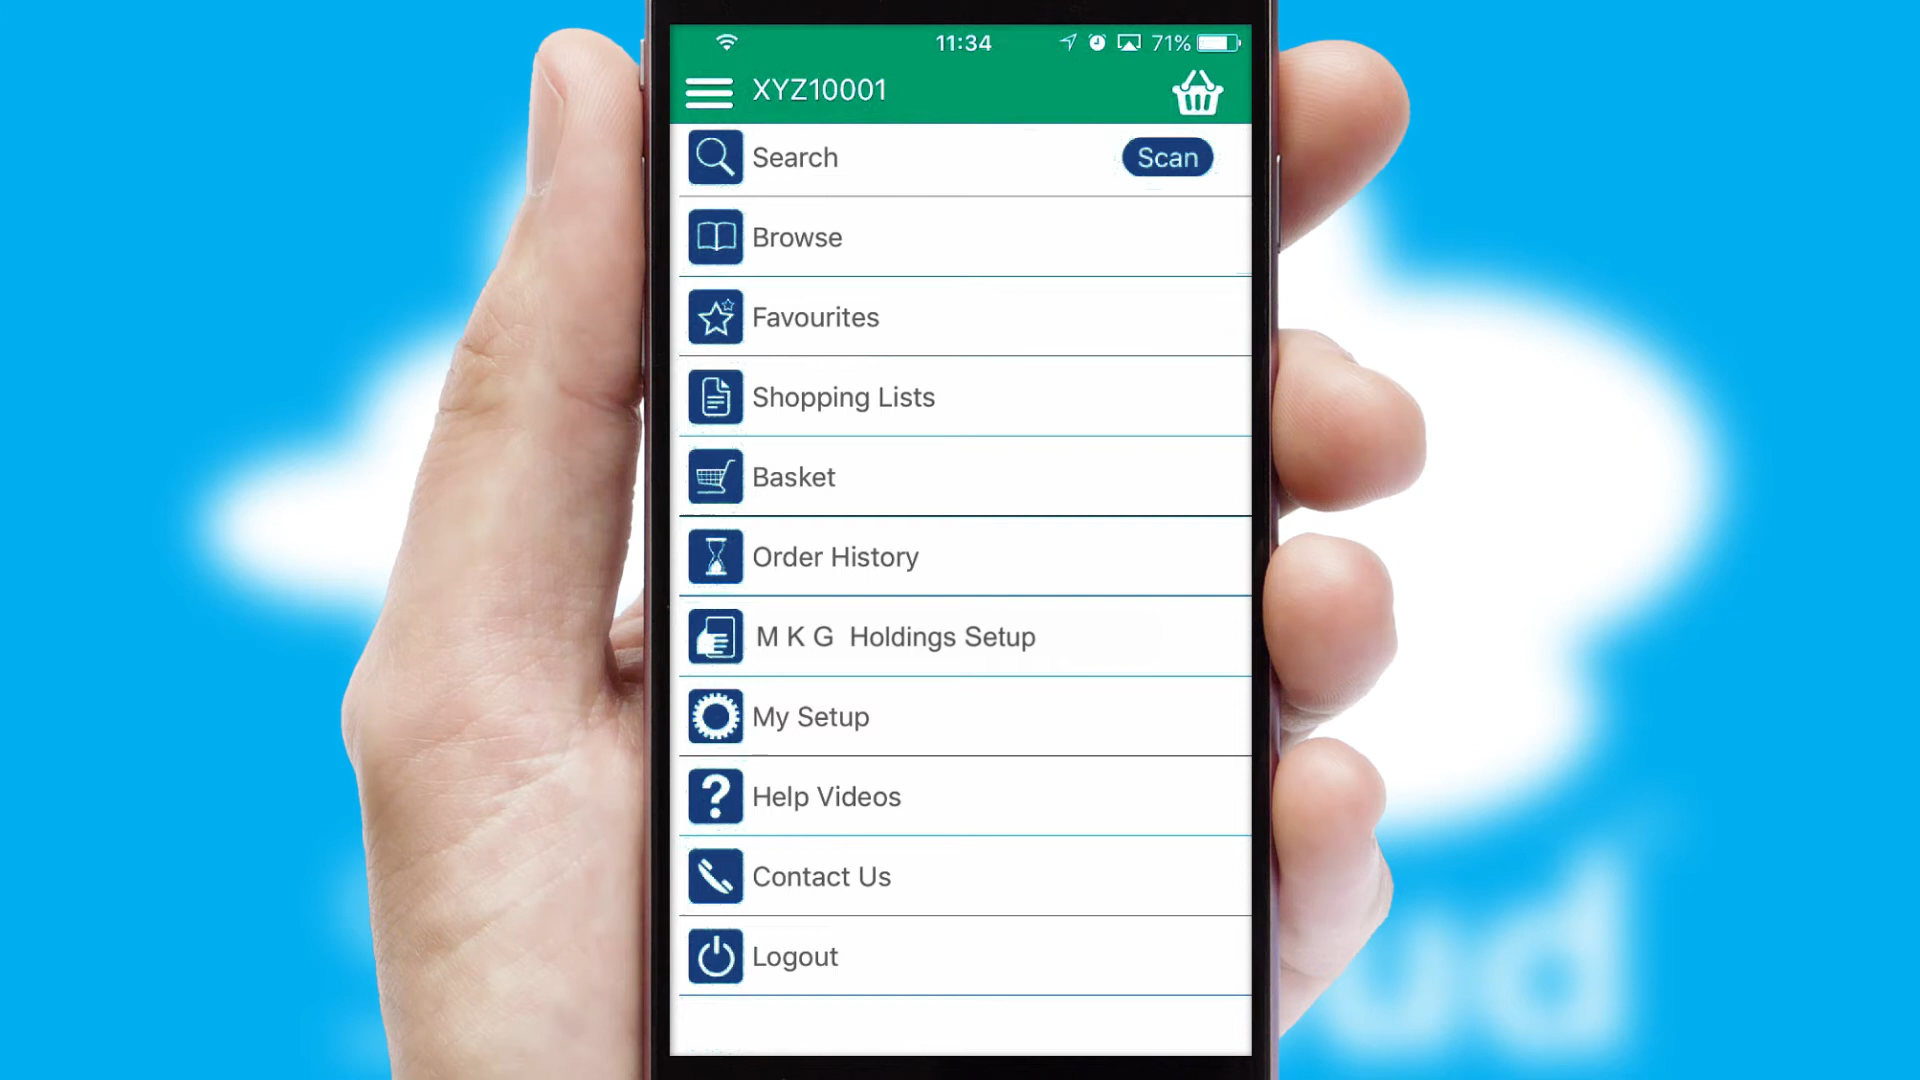 11:34 71%
XYZ10001
Search Scan
Browse
Favourites
Shopping Lists
Basket
Order History
M K G Holdings Setup
My Setup
Help Videos
Contact Us
Logout
ud